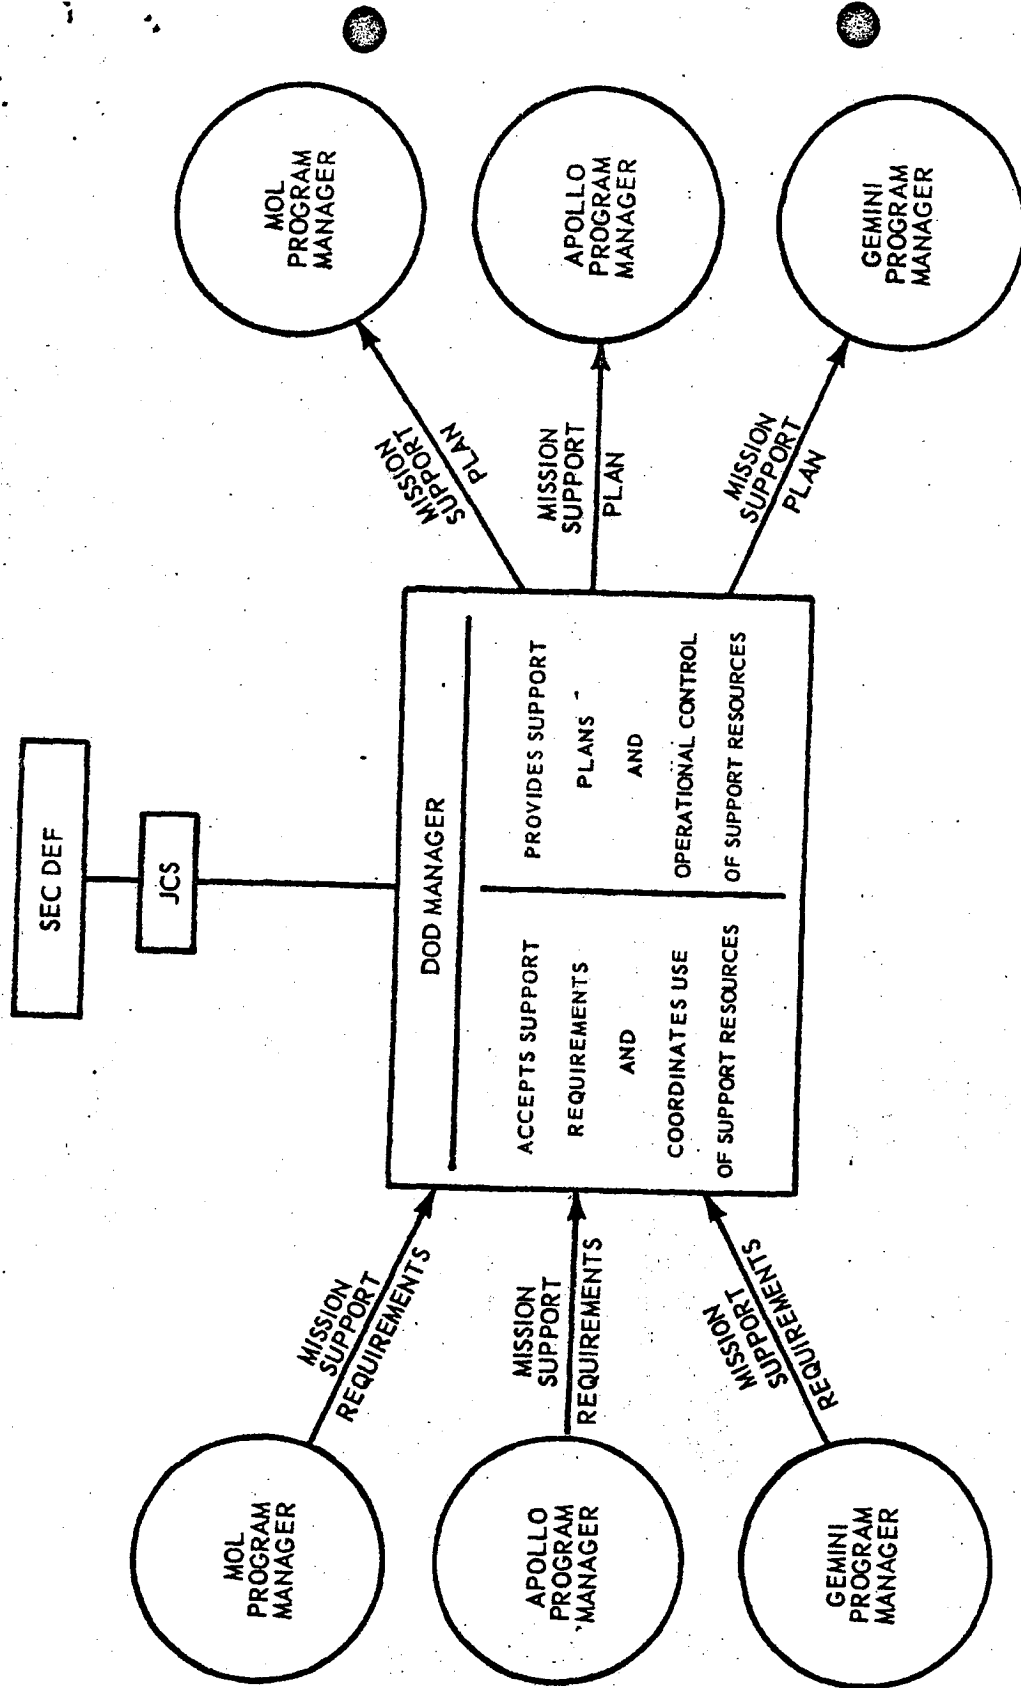 SEC DEF
JCS
DOD MANAGER
MOL
PROGRAM
MANAGER
MISSION
SUPPORT
REQUIREMENTS
APOLLO
PROGRAM
MANAGER
MISSION
SUPPORT
REQUIREMENTS
GEMINI
PROGRAM
MANAGER
MISSION
SUPPORT
REQUIREMENTS
ACCEPTS SUPPORT
REQUIREMENTS
AND
COORDINATES USE
OF SUPPORT RESOURCES
PROVIDES SUPPORT
PLANS
AND
OPERATIONAL CONTROL
OF SUPPORT RESOURCES
MISSION
SUPPORT
PLAN
MOL
PROGRAM
MANAGER
MISSION
SUPPORT
PLAN
APOLLO
PROGRAM
MANAGER
MISSION
SUPPORT
PLAN
GEMINI
PROGRAM
MANAGER